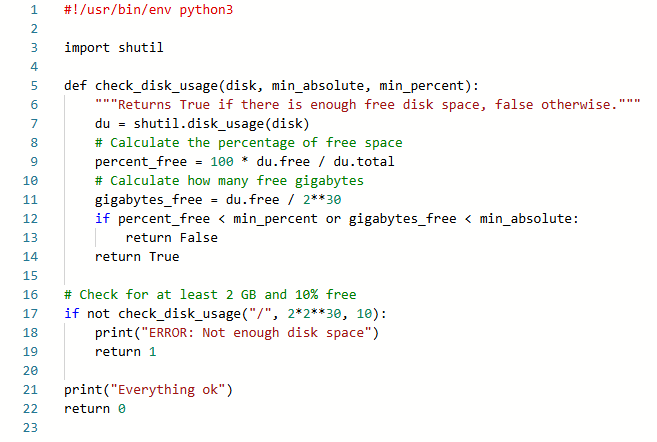 1 #!/usr/bin/env python3
2
3 import shutil
4
5 def check_disk_usage(disk, min_absolute, min_percent):
6     """Returns True if there is enough free disk space, false otherwise."""
7     du = shutil.disk_usage(disk)
8     # Calculate the percentage of free space
9     percent_free = 100 * du.free / du.total
10     # Calculate how many free gigabytes
11     gigabytes_free = du.free / 2**30
12     if percent_free < min_percent or gigabytes_free < min_absolute:
13         return False
14     return True
15
16 # Check for at least 2 GB and 10% free
17 if not check_disk_usage("/", 2*2**30, 10):
18     print("ERROR: Not enough disk space")
19     return 1
20
21 print("Everything ok")
22 return 0
23